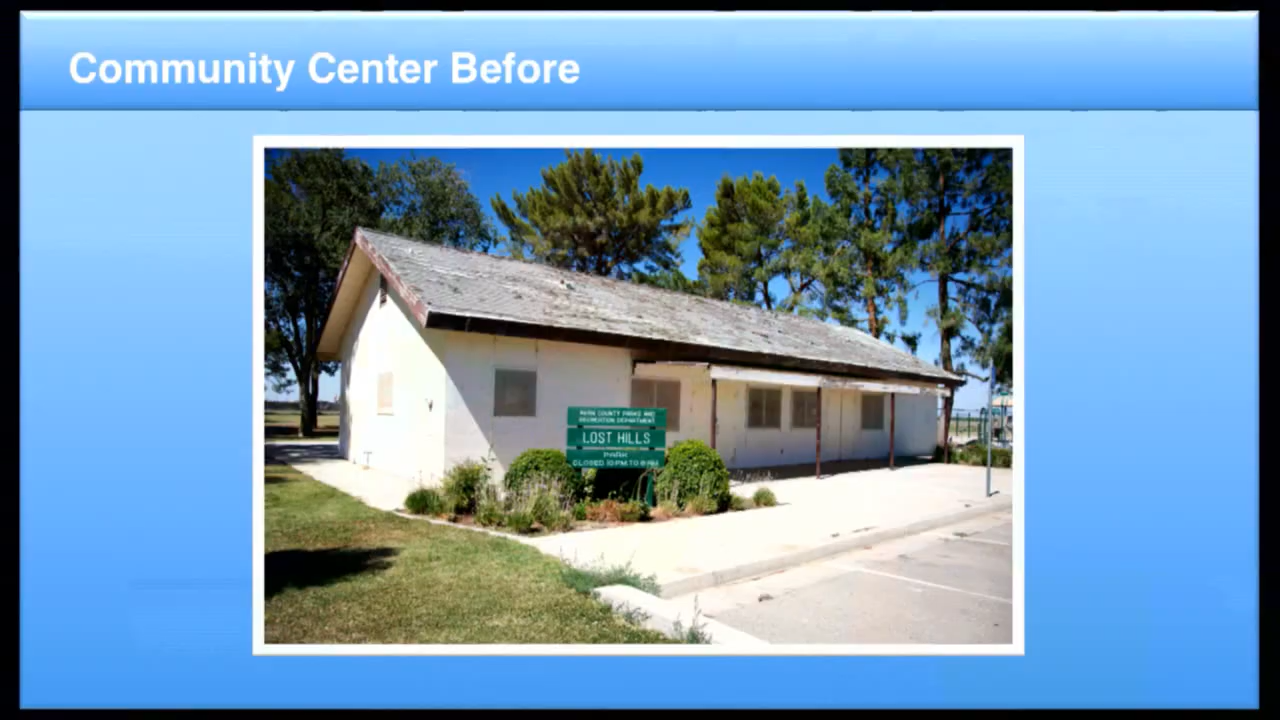 Community Center Before
KERN COUNTY PARKS AND
RECREATION DEPARTMENT
LOST HILLS
PARK
CLOSED 10 PM. TO 6 AM.